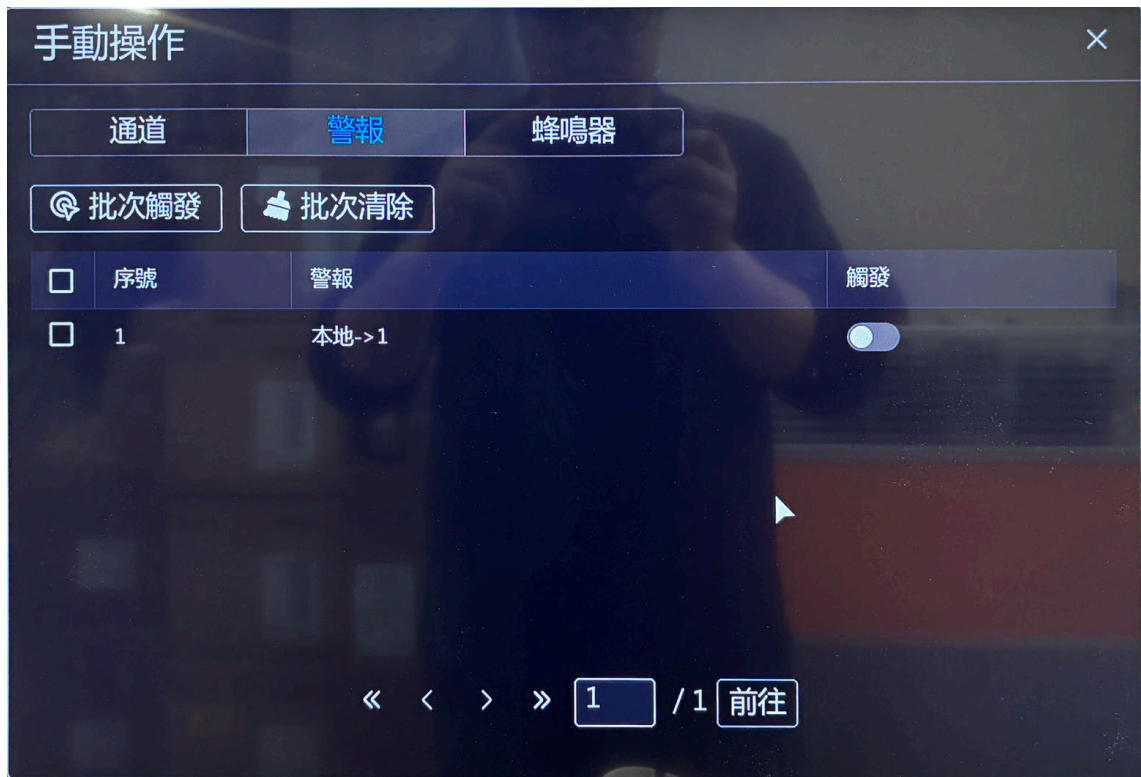 手動操作
通道 警報 蜂鳴器
批次觸發 批次清除
序號 警報 觸發
1 本地->1
1 / 1 前往